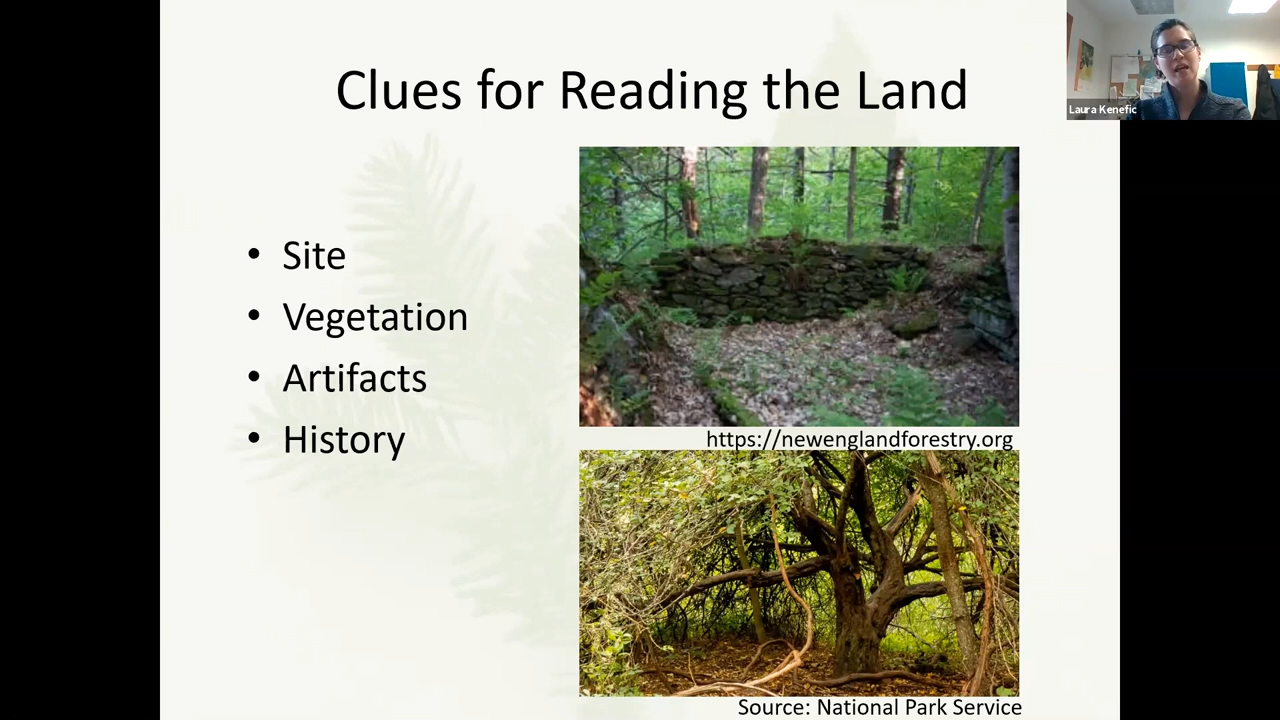 Clues for Reading the Land
Laura Kenefic
• Site
• Vegetation
• Artifacts
• History
https://newenglandforestry.org
Source: National Park Service